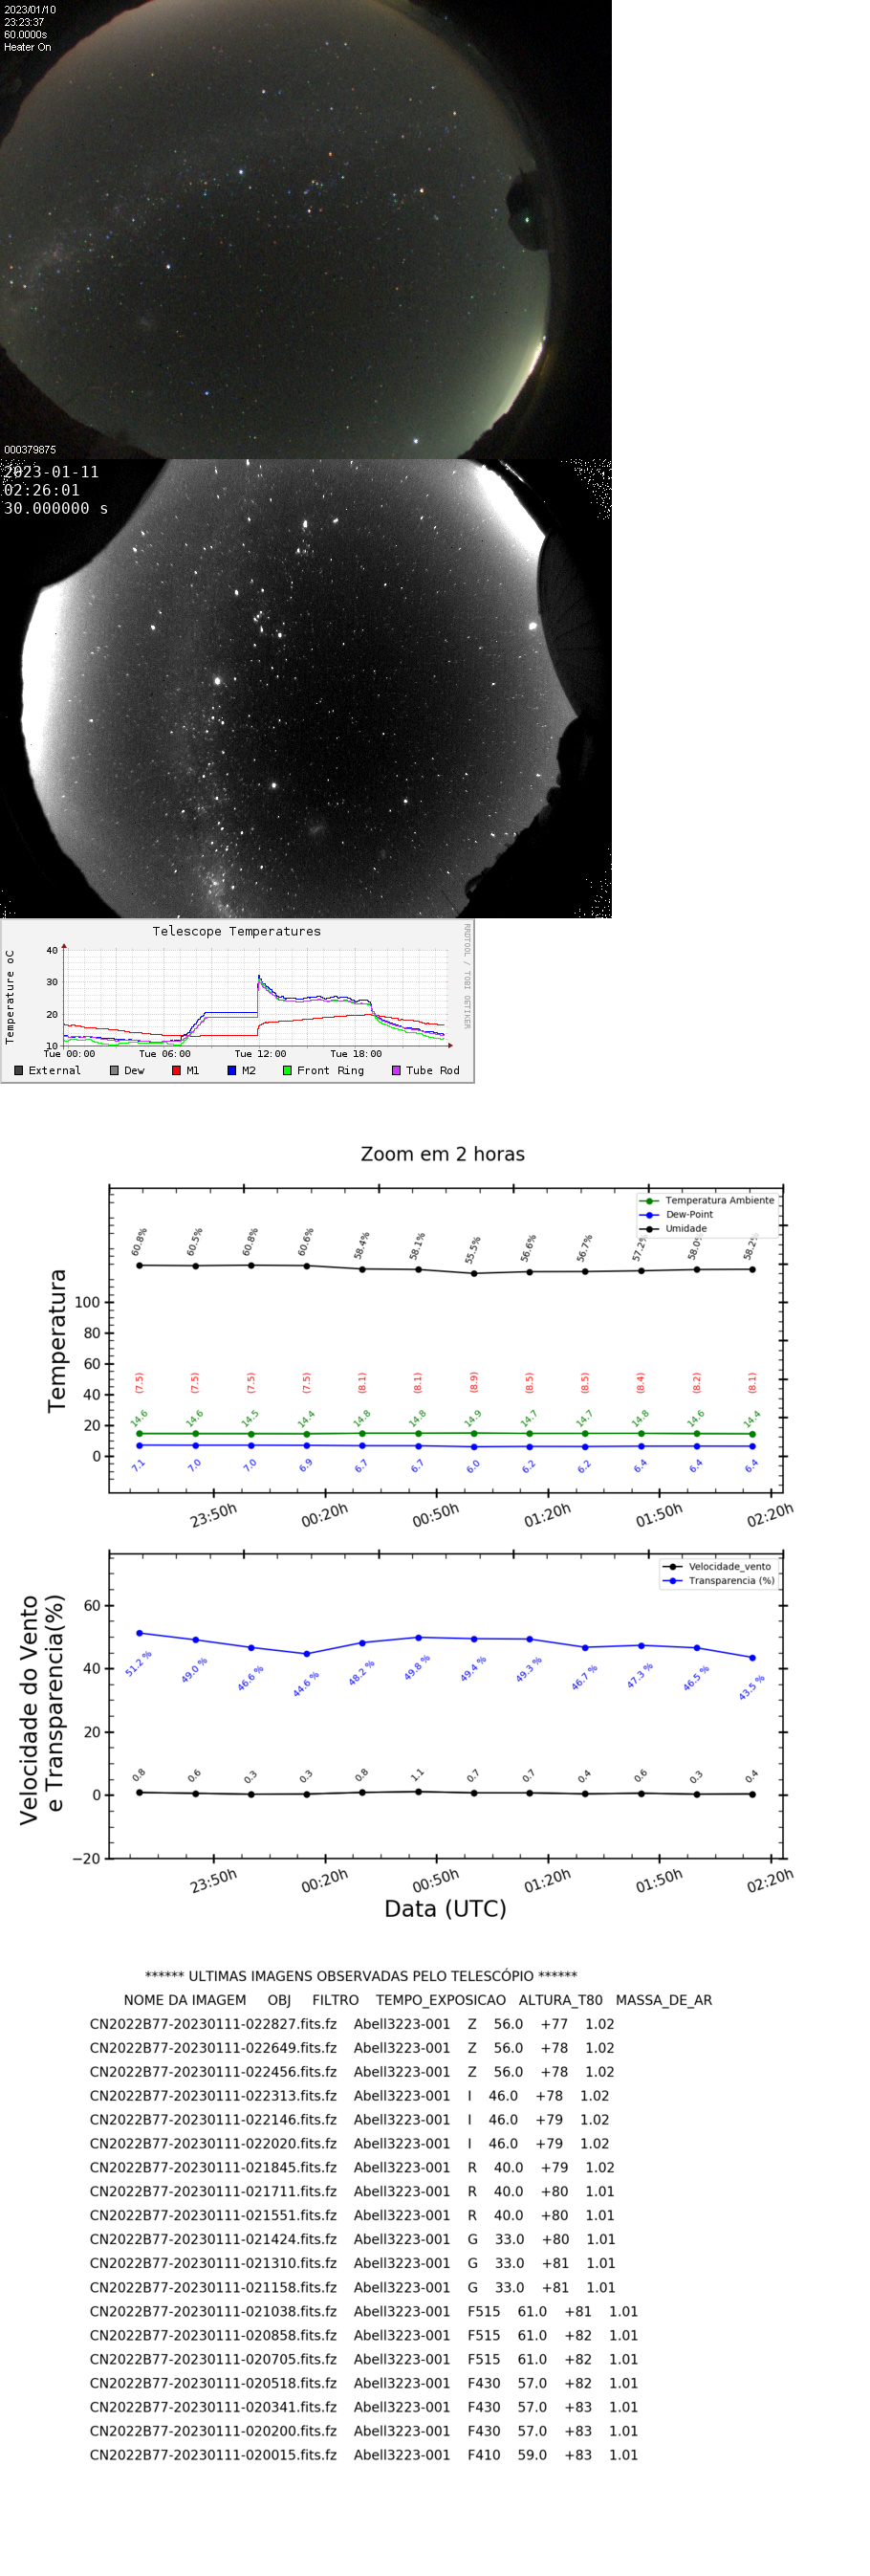 2023/01/10
23:23:37
60.0000s
Heater On
000379875
2023-01-11
02:26:01
30.000000 s
Telescope Temperatures
RRDTOOL / TOBI OETIKER
Temperature oC
40
30
20
10
Tue 00:00 Tue 06:00 Tue 12:00 Tue 18:00
External Dew M1 M2 Front Ring Tube Rod
Zoom em 2 horas
Temperatura Ambiente
Dew-Point
Umidade
60.8% 60.5% 60.8% 60.6% 58.4% 58.1% 55.5% 56.6% 56.7% 57.2% 58.0% 58.2%
Temperatura
100
80
60
40
20
0
(7.5) (7.5) (7.5) (7.5) (8.1) (8.1) (8.9) (8.5) (8.5) (8.4) (8.2) (8.1)
14.6 14.6 14.5 14.4 14.8 14.8 14.9 14.7 14.7 14.8 14.6 14.4
7.1 7.0 7.0 6.9 6.7 6.7 6.0 6.2 6.2 6.4 6.4 6.4
23:50h 00:20h 00:50h 01:20h 01:50h 02:20h
Velocidade_vento
Transparencia (%)
Velocidade do Vento
e Transparencia(%)
60
40
20
0
−20
51.2 % 49.0 % 46.6 % 44.6 % 48.2 % 49.8 % 49.4 % 49.3 % 46.7 % 47.3 % 46.5 % 43.5 %
0.8 0.6 0.3 0.3 0.8 1.1 0.7 0.7 0.4 0.6 0.3 0.4
23:50h 00:20h 00:50h 01:20h 01:50h 02:20h
Data (UTC)
****** ULTIMAS IMAGENS OBSERVADAS PELO TELESCÓPIO ******
NOME DA IMAGEM OBJ FILTRO TEMPO_EXPOSICAO ALTURA_T80 MASSA_DE_AR
CN2022B77-20230111-022827.fits.fz Abell3223-001 Z 56.0 +77 1.02
CN2022B77-20230111-022649.fits.fz Abell3223-001 Z 56.0 +78 1.02
CN2022B77-20230111-022456.fits.fz Abell3223-001 Z 56.0 +78 1.02
CN2022B77-20230111-022313.fits.fz Abell3223-001 I 46.0 +78 1.02
CN2022B77-20230111-022146.fits.fz Abell3223-001 I 46.0 +79 1.02
CN2022B77-20230111-022020.fits.fz Abell3223-001 I 46.0 +79 1.02
CN2022B77-20230111-021845.fits.fz Abell3223-001 R 40.0 +79 1.02
CN2022B77-20230111-021711.fits.fz Abell3223-001 R 40.0 +80 1.01
CN2022B77-20230111-021551.fits.fz Abell3223-001 R 40.0 +80 1.01
CN2022B77-20230111-021424.fits.fz Abell3223-001 G 33.0 +80 1.01
CN2022B77-20230111-021310.fits.fz Abell3223-001 G 33.0 +81 1.01
CN2022B77-20230111-021158.fits.fz Abell3223-001 G 33.0 +81 1.01
CN2022B77-20230111-021038.fits.fz Abell3223-001 F515 61.0 +81 1.01
CN2022B77-20230111-020858.fits.fz Abell3223-001 F515 61.0 +82 1.01
CN2022B77-20230111-020705.fits.fz Abell3223-001 F515 61.0 +82 1.01
CN2022B77-20230111-020518.fits.fz Abell3223-001 F430 57.0 +82 1.01
CN2022B77-20230111-020341.fits.fz Abell3223-001 F430 57.0 +83 1.01
CN2022B77-20230111-020200.fits.fz Abell3223-001 F430 57.0 +83 1.01
CN2022B77-20230111-020015.fits.fz Abell3223-001 F410 59.0 +83 1.01